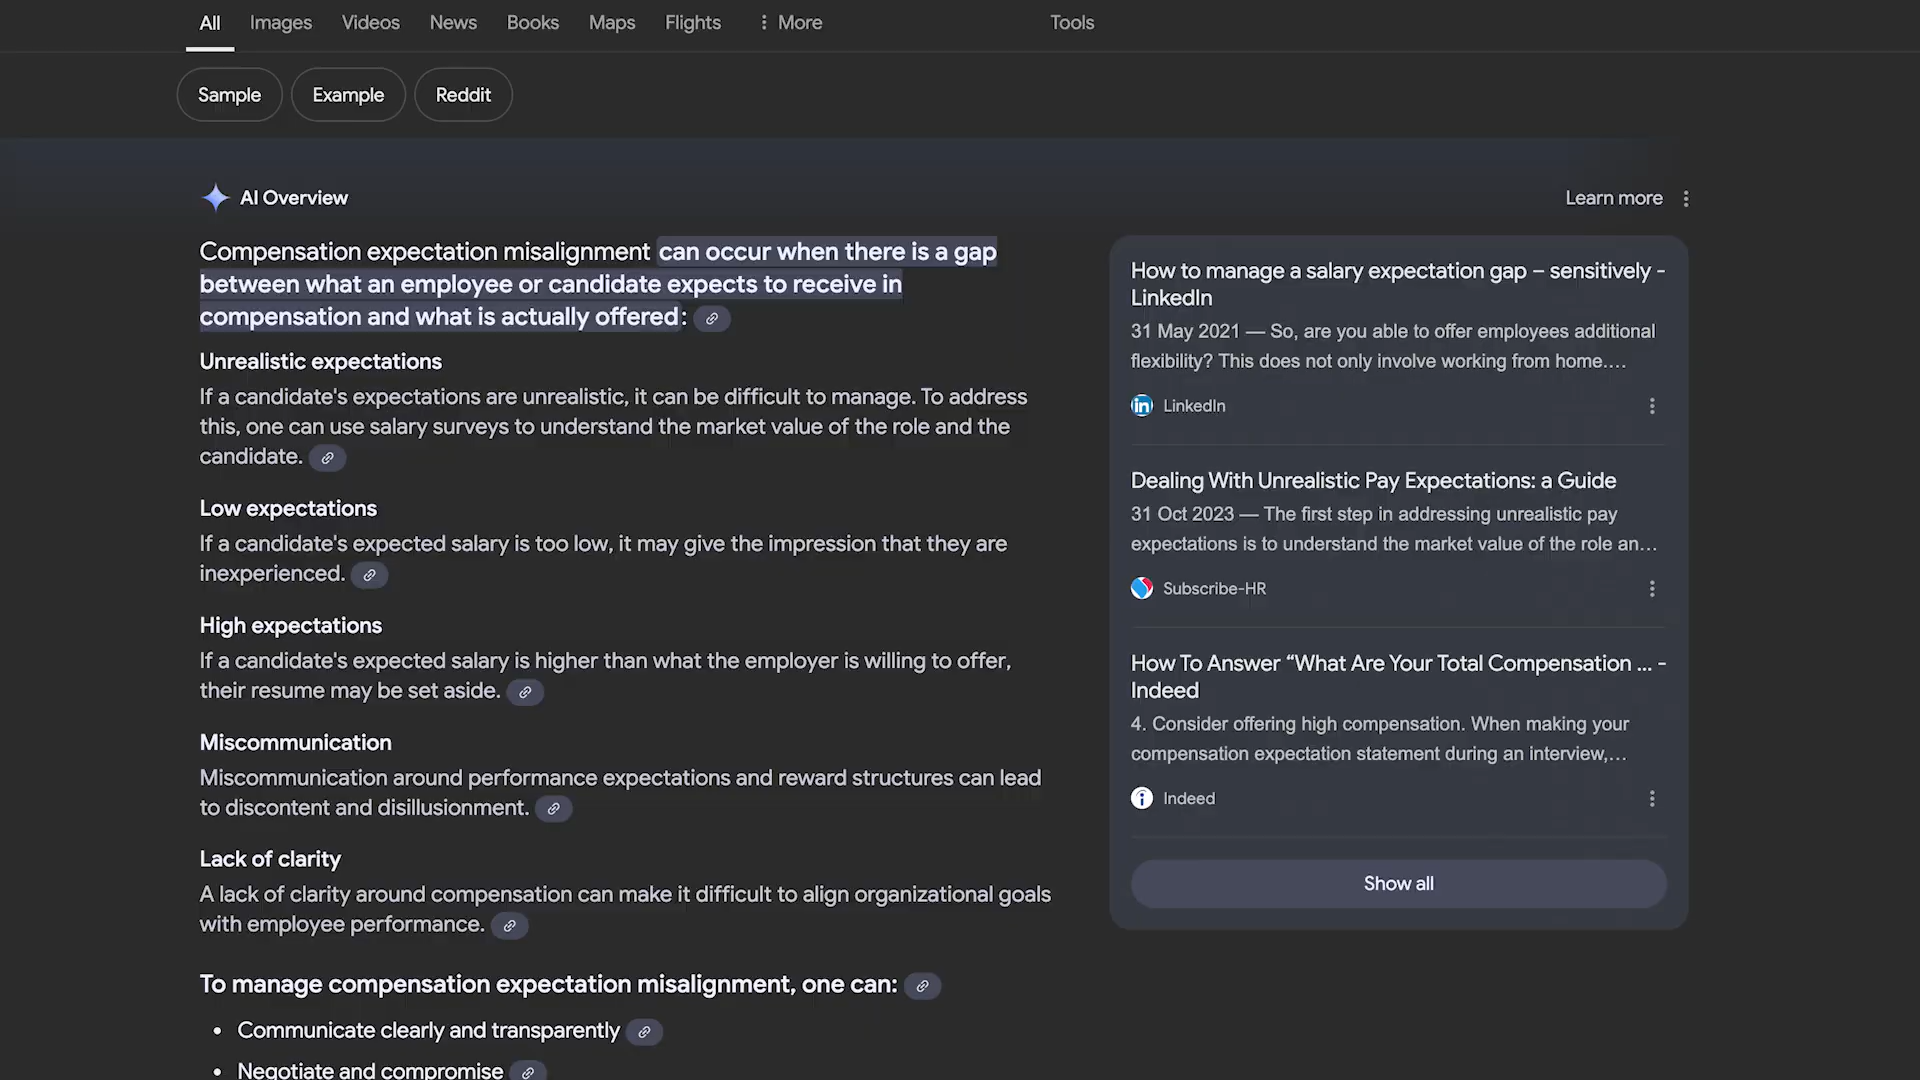 All Images Videos News Books Maps Flights More Tools
Sample Example Reddit
AI Overview
Learn more
Compensation expectation misalignment can occur when there is a gap
between what an employee or candidate expects to receive in
compensation and what is actually offered:
Unrealistic expectations
If a candidate's expectations are unrealistic, it can be difficult to manage. To address
this, one can use salary surveys to understand the market value of the role and the
candidate.
Low expectations
If a candidate's expected salary is too low, it may give the impression that they are
inexperienced.
High expectations
If a candidate's expected salary is higher than what the employer is willing to offer,
their resume may be set aside.
Miscommunication
Miscommunication around performance expectations and reward structures can lead
to discontent and disillusionment.
Lack of clarity
A lack of clarity around compensation can make it difficult to align organizational goals
with employee performance.
To manage compensation expectation misalignment, one can:
• Communicate clearly and transparently
• Negotiate and compromise
How to manage a salary expectation gap – sensitively -
LinkedIn
31 May 2021 — So, are you able to offer employees additional
flexibility? This does not only involve working from home....
LinkedIn
Dealing With Unrealistic Pay Expectations: a Guide
31 Oct 2023 — The first step in addressing unrealistic pay
expectations is to understand the market value of the role an...
Subscribe-HR
How To Answer “What Are Your Total Compensation ... -
Indeed
4. Consider offering high compensation. When making your
compensation expectation statement during an interview,...
Indeed
Show all